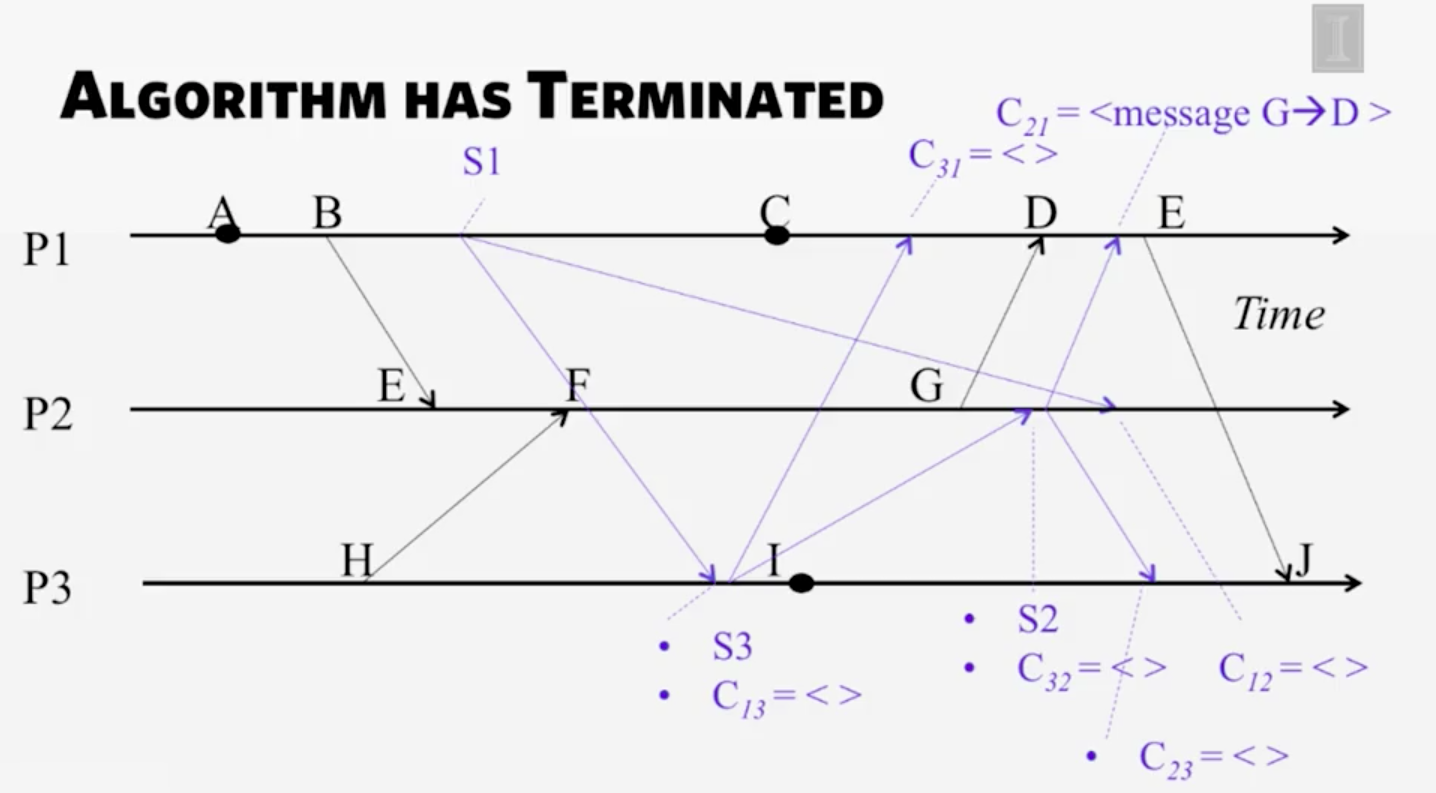 I
ALGORITHM HAS TERMINATED
C21 = <message G→D >
C31 = < >
S1
A B C D E
P1
Time
E F G
P2
H I J
P3
• S3
• C13 = < >
• S2
• C32 = < > C12 = < >
• C23 = < >